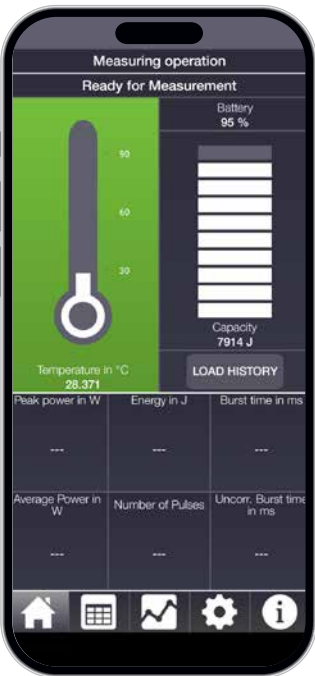 Measuring operation
Ready for Measurement
Battery
95 %
90
60
30
Capacity
7914 J
Temperature in °C
28.371
LOAD HISTORY
Peak power in W
Energy in J
Burst time in ms
---
---
---
Average Power in
W
Number of Pulses
Uncorr. Burst time
in ms
---
---
---
i